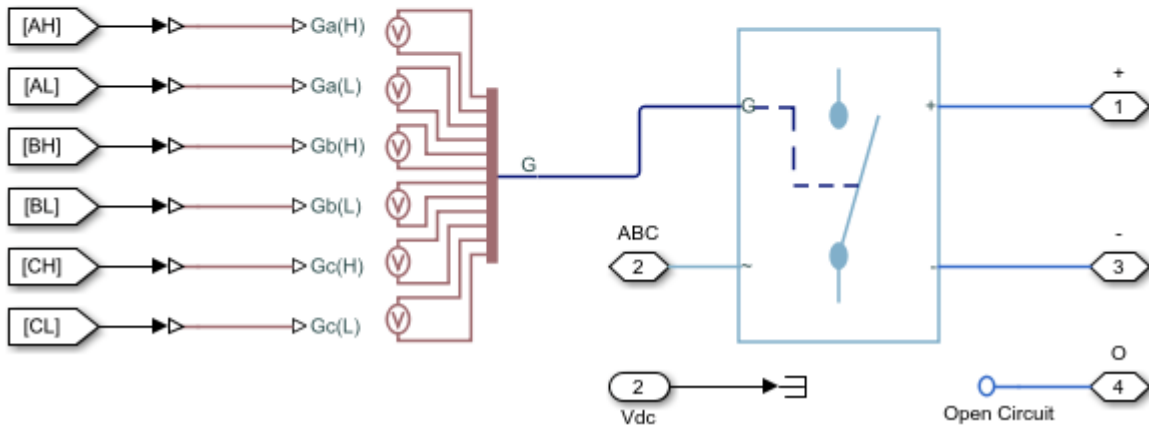 [AH]
Ga(H)
V
[AL]
Ga(L)
V
[BH]
Gb(H)
V
[BL]
Gb(L)
V
[CH]
Gc(H)
V
[CL]
Gc(L)
V
G
G
+
+
1
ABC
2
~
-
-
3
2
Vdc
O
4
Open Circuit